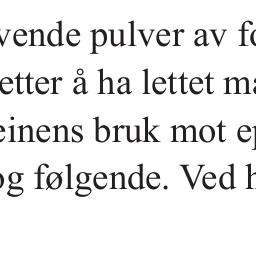 vende pulver av fo
etter å ha lettet ma
einens bruk mot ep
og følgende. Ved h